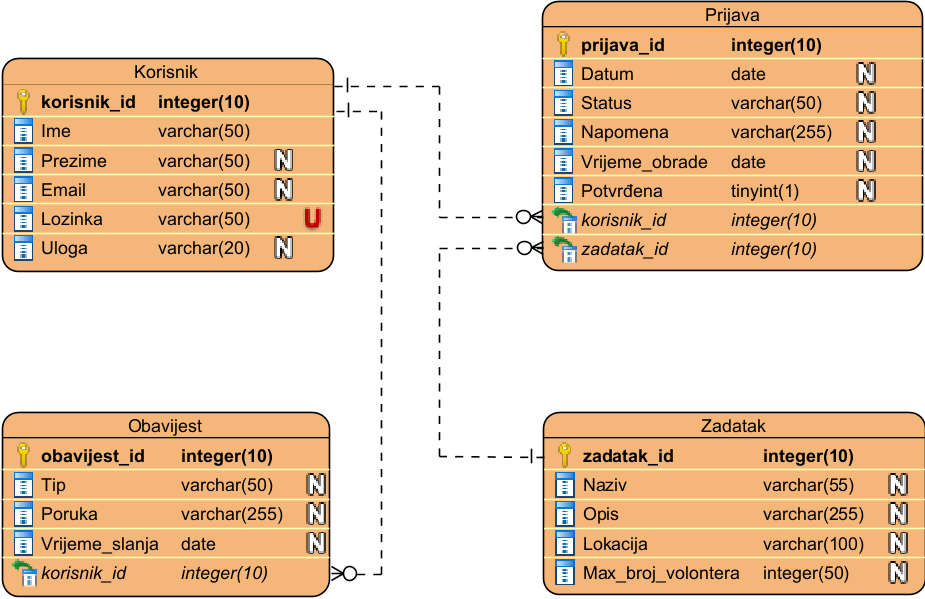 Korisnik
korisnik_id integer(10)
Ime varchar(50)
Prezime varchar(50) N
Email varchar(50) N
Lozinka varchar(50) U
Uloga varchar(20) N
Prijava
prijava_id integer(10)
Datum date N
Status varchar(50) N
Napomena varchar(255) N
Vrijeme_obrade date N
Potvrđena tinyint(1) N
korisnik_id integer(10)
zadatak_id integer(10)
Obavijest
obavijest_id integer(10)
Tip varchar(50) N
Poruka varchar(255) N
Vrijeme_slanja date N
korisnik_id integer(10)
Zadatak
zadatak_id integer(10)
Naziv varchar(55) N
Opis varchar(255) N
Lokacija varchar(100) N
Max_broj_volontera integer(50) N